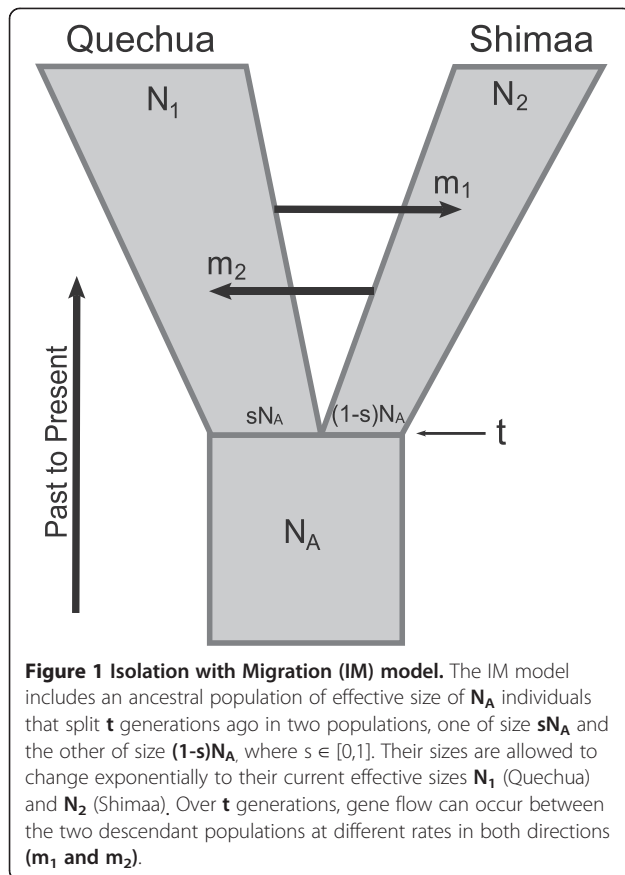 Quechua
Shimaa
N₁
N₂
m₁
m₂
Past to Present
sNA
(1-s)NA
t
NA
Figure 1 Isolation with Migration (IM) model. The IM model
includes an ancestral population of effective size of NA individuals
that split t generations ago in two populations, one of size sNA and
the other of size (1-s)NA, where s ∈ [0,1]. Their sizes are allowed to
change exponentially to their current effective sizes N₁ (Quechua)
and N₂ (Shimaa). Over t generations, gene flow can occur between
the two descendant populations at different rates in both directions
(m₁ and m₂).